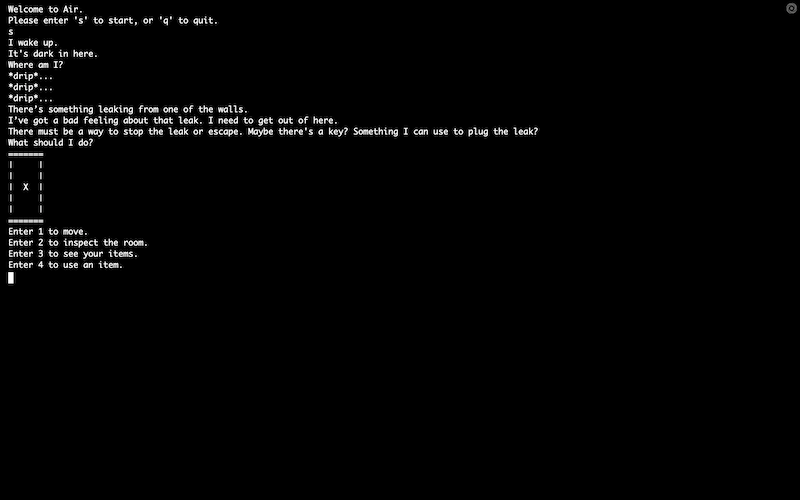 Welcome to Air.
Please enter 's' to start, or 'q' to quit.
s
I wake up.
It's dark in here.
Where am I?
*drip*...
*drip*...
*drip*...
There's something leaking from one of the walls.
I've got a bad feeling about that leak. I need to get out of here.
There must be a way to stop the leak or escape. Maybe there's a key? Something I can use to plug the leak?
What should I do?
=======
|     |
|     |
|  X  |
|     |
|     |
=======
Enter 1 to move.
Enter 2 to inspect the room.
Enter 3 to see your items.
Enter 4 to use an item.